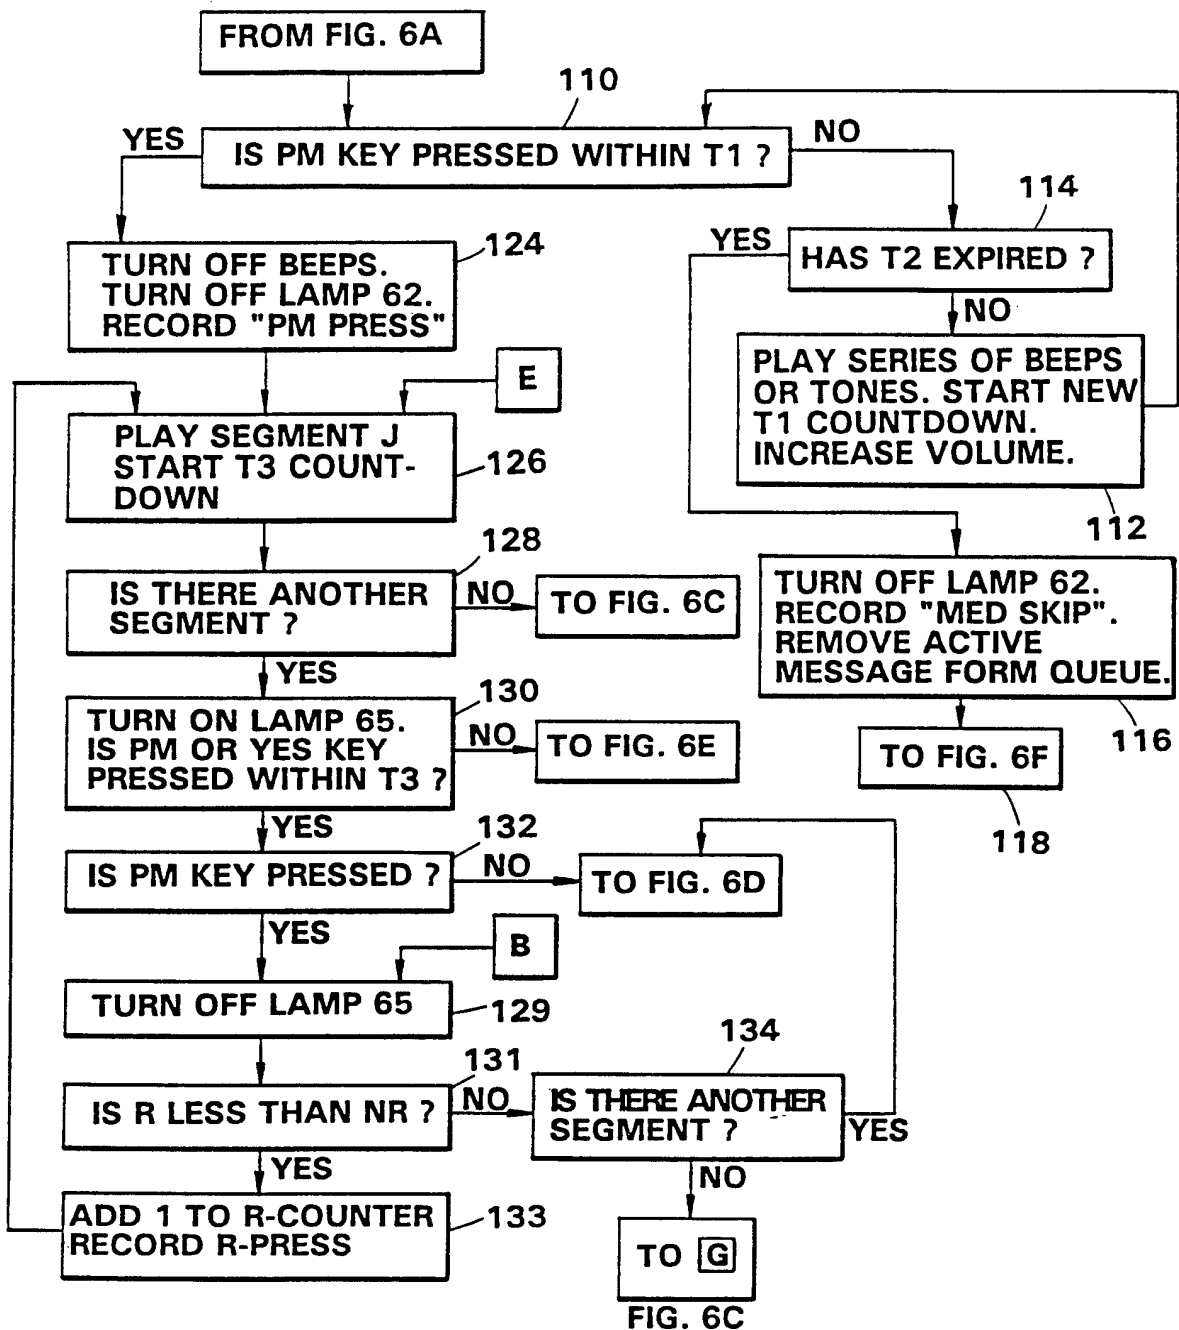 FROM FIG. 6A
110
YES
NO
IS PM KEY PRESSED WITHIN T1 ?
114
124
YES
HAS T2 EXPIRED ?
TURN OFF BEEPS.
TURN OFF LAMP 62.
RECORD "PM PRESS"
NO
E
PLAY SERIES OF BEEPS
OR TONES. START NEW
T1 COUNTDOWN.
INCREASE VOLUME.
112
PLAY SEGMENT J
START T3 COUNT-
DOWN
126
128
IS THERE ANOTHER
SEGMENT ?
NO
TO FIG. 6C
TURN OFF LAMP 62.
RECORD "MED SKIP".
REMOVE ACTIVE
MESSAGE FORM QUEUE.
116
YES
130
TURN ON LAMP 65.
IS PM OR YES KEY
PRESSED WITHIN T3 ?
NO
TO FIG. 6E
TO FIG. 6F
118
YES
132
IS PM KEY PRESSED ?
NO
TO FIG. 6D
YES
B
TURN OFF LAMP 65
129
134
131
IS R LESS THAN NR ?
NO
IS THERE ANOTHER
SEGMENT ?
YES
YES
NO
ADD 1 TO R-COUNTER
RECORD R-PRESS
133
TO G
FIG. 6C